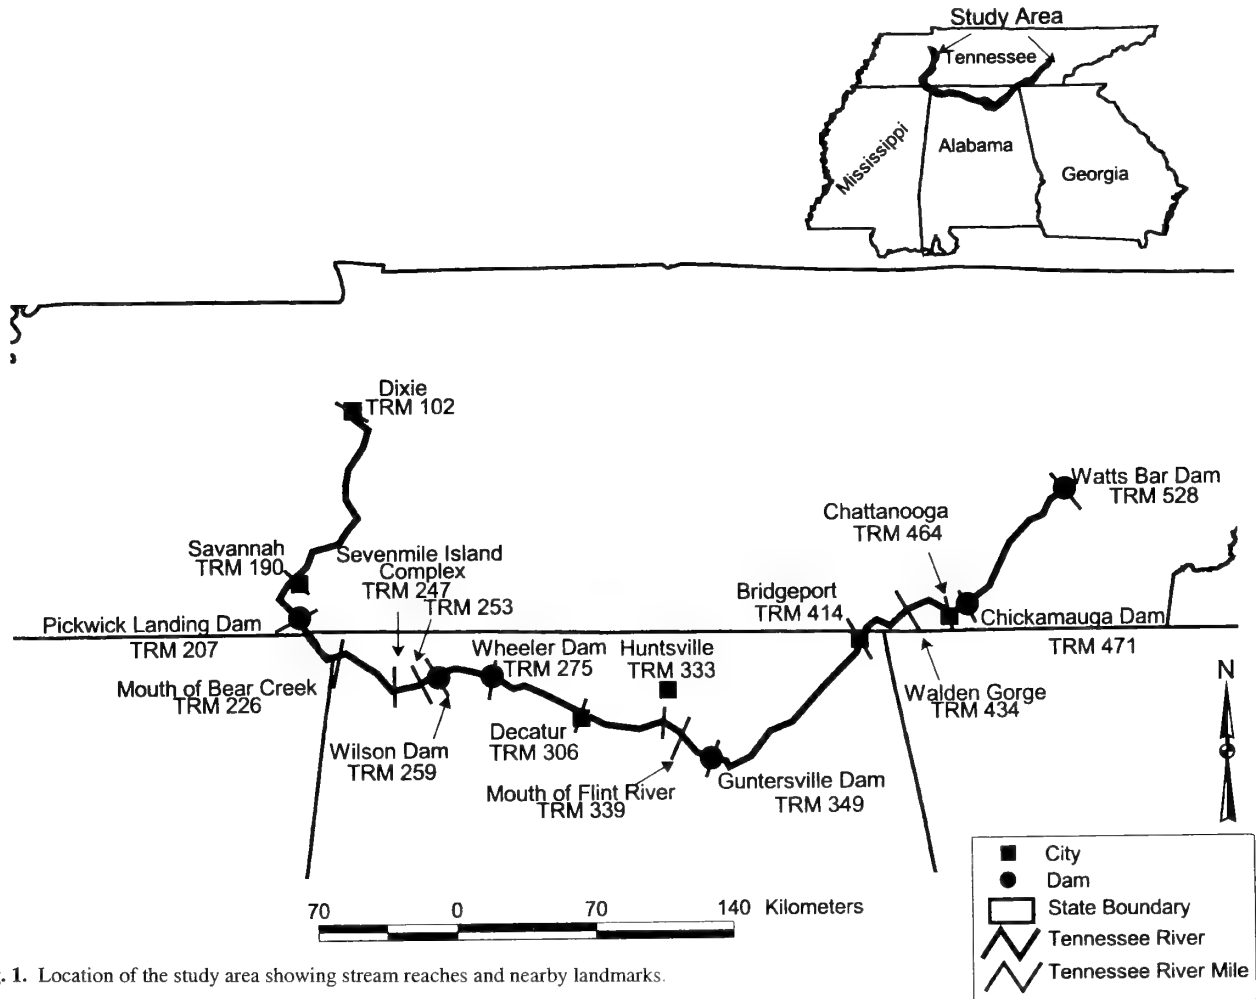 Study Area
Tennessee
Mississippi
Alabama
Georgia
Dixie
TRM 102
Watts Bar Dam
TRM 528
Chattanooga
TRM 464
Savannah
TRM 190
Sevenmile Island
Complex
TRM 247
TRM 253
Bridgeport
TRM 414
Chickamauga Dam
TRM 471
Pickwick Landing Dam
TRM 207
Wheeler Dam
TRM 275
Huntsville
TRM 333
Mouth of Bear Creek
TRM 226
Walden Gorge
TRM 434
N
Decatur
TRM 306
Wilson Dam
TRM 259
Mouth of Flint River
TRM 339
Guntersville Dam
TRM 349
City
Dam
State Boundary
Tennessee River
Tennessee River Mile
70 0 70 140 Kilometers
. 1. Location of the study area showing stream reaches and nearby landmarks.